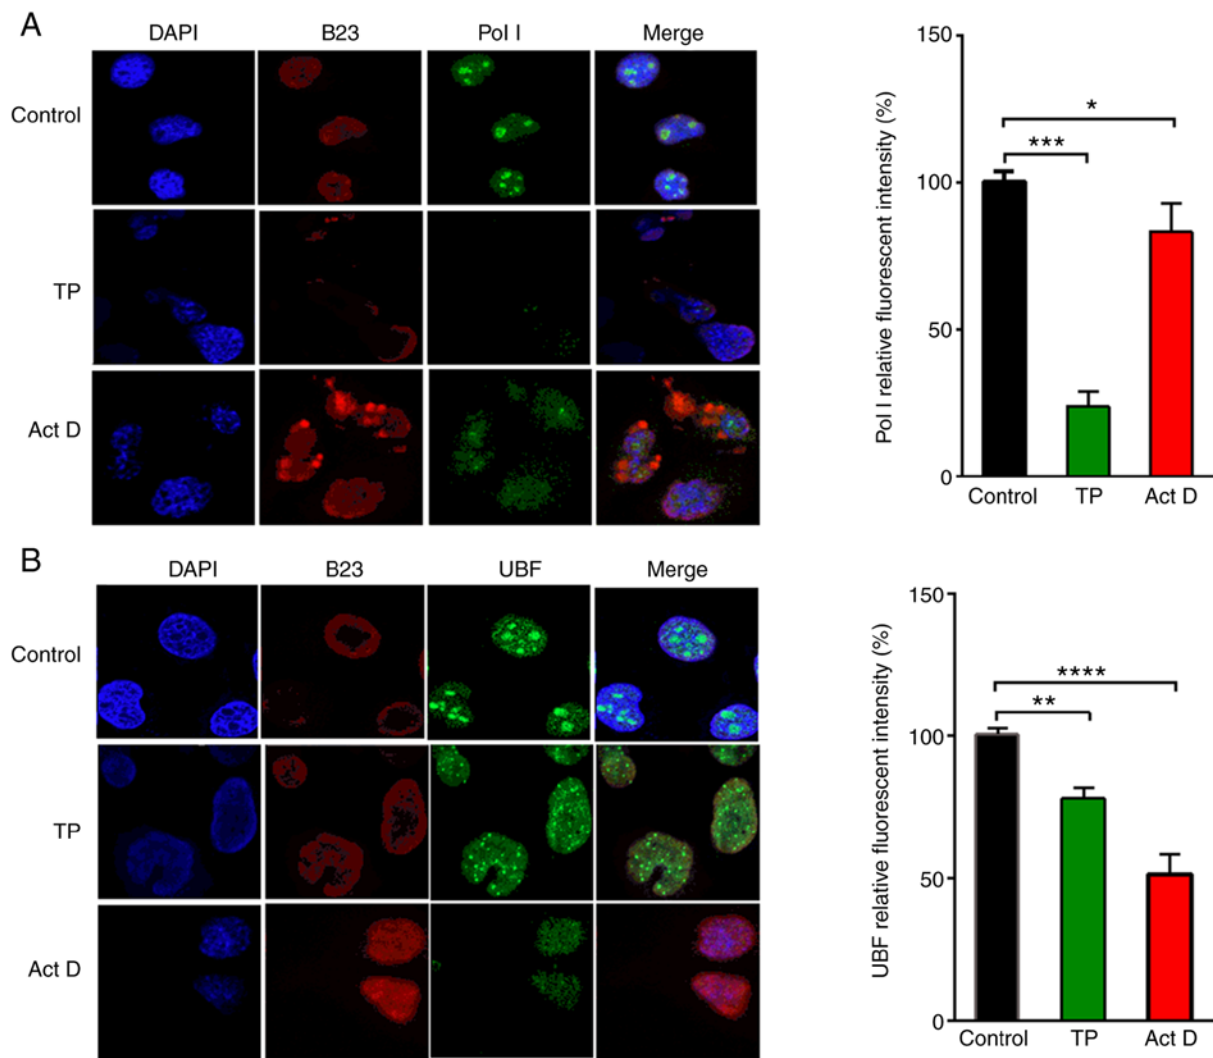 A
DAPI B23 Pol I Merge
Control
TP
Act D
Pol I relative fluorescent intensity (%)
150
100
50
0
*
***
Control TP Act D
B
DAPI B23 UBF Merge
Control
TP
Act D
UBF relative fluorescent intensity (%)
150
100
50
0
****
**
Control TP Act D